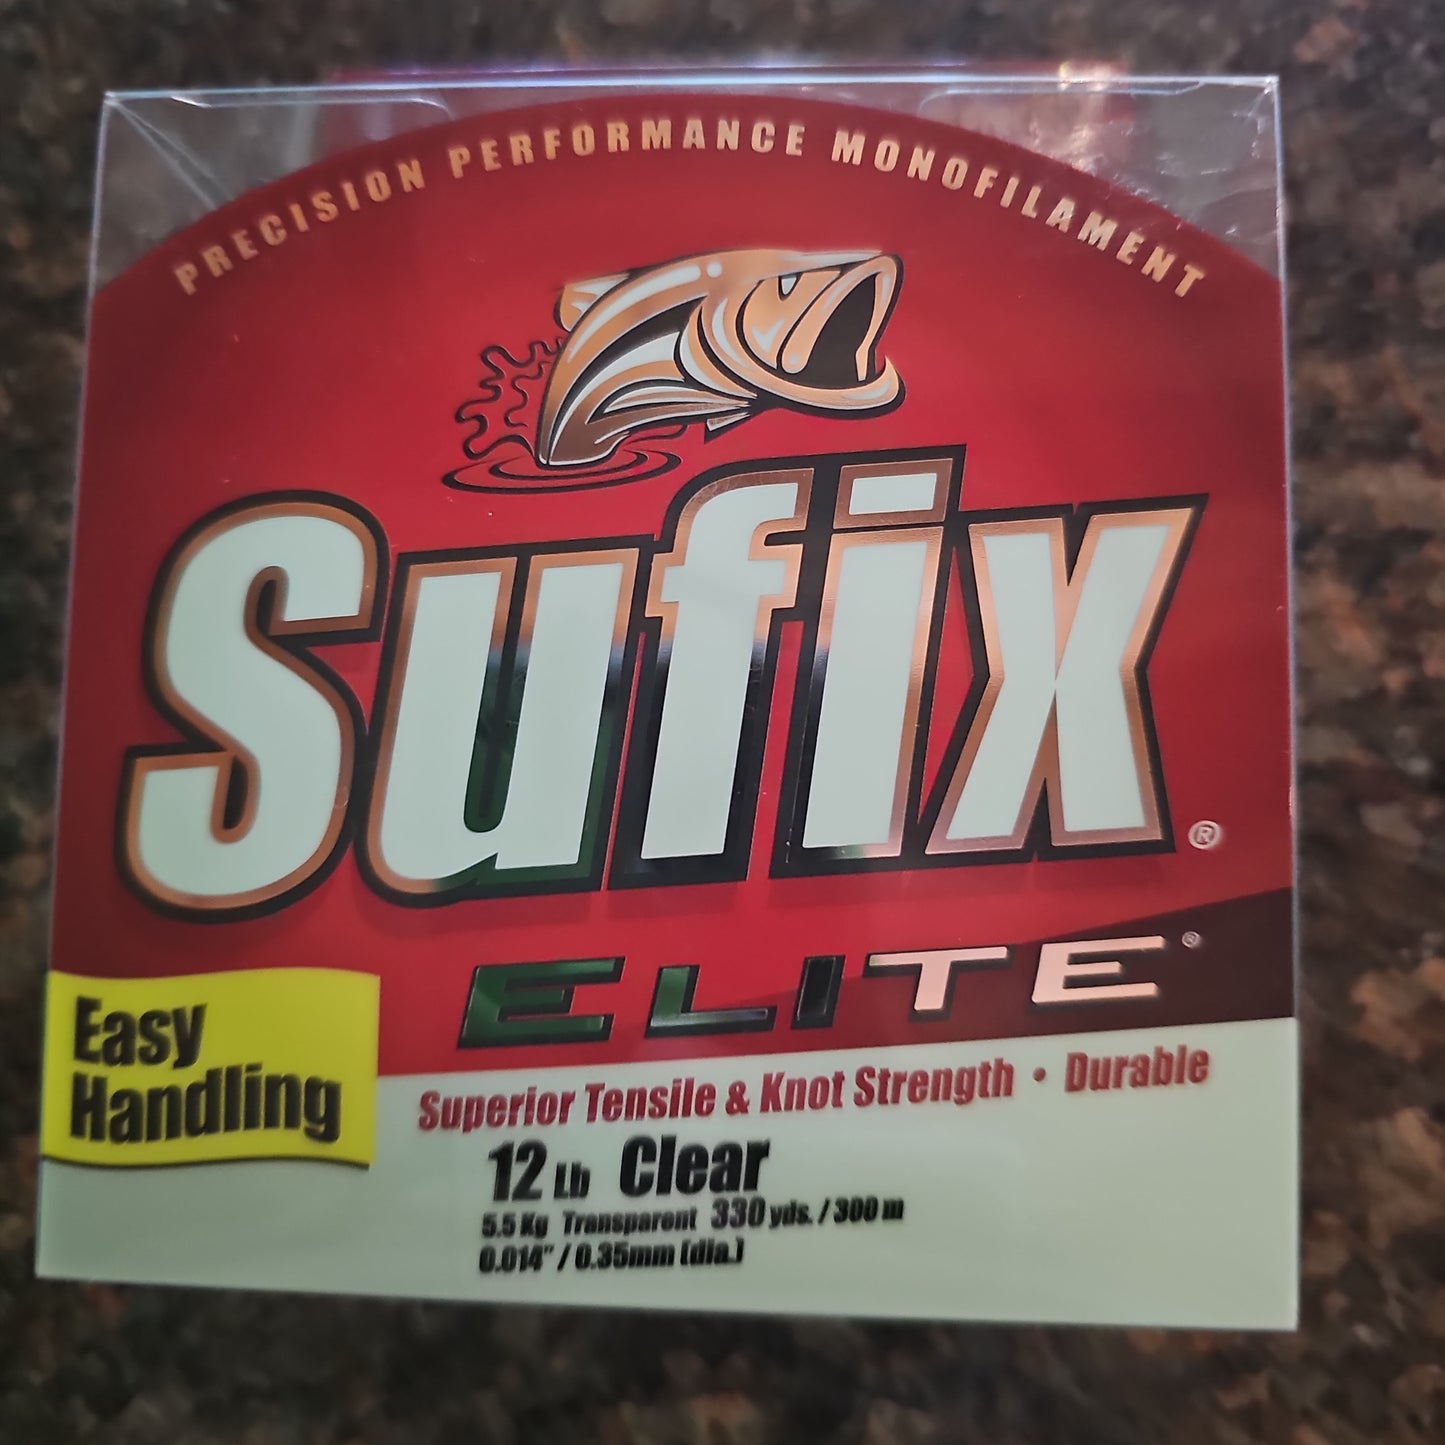 PRECISION PERFORMANCE MONOFILAMENT
Sufix®
ELITE®
Easy
Handling
Superior Tensile & Knot Strength • Durable
12 Lb Clear
5.5 Kg Transparent 330 yds. / 300 m
0.014" / 0.35mm (dia.)